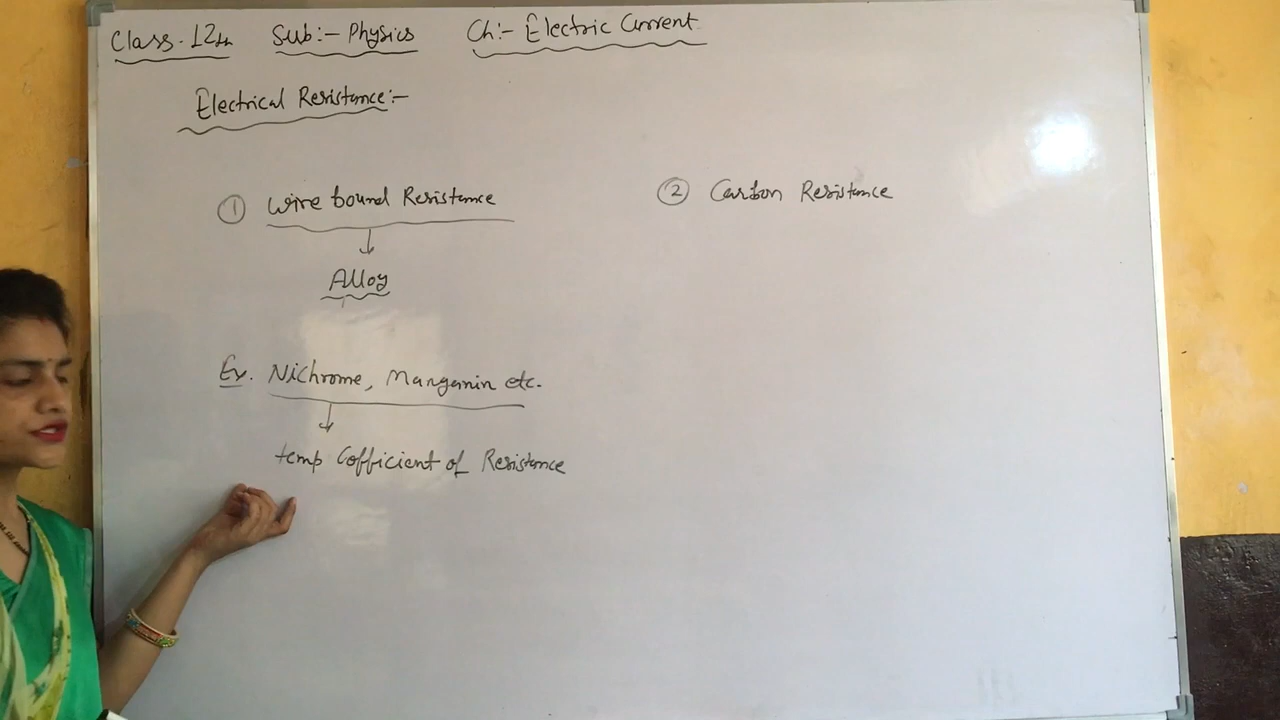 Class. 12th Sub:- Physics Ch:- Electric Current
Electrical Resistance:-
① Wire bound Resistance
② Carbon Resistance
↓
Alloy
Ex. Nichrome, Manganin etc.
↓
temp Cofficient of Resistance